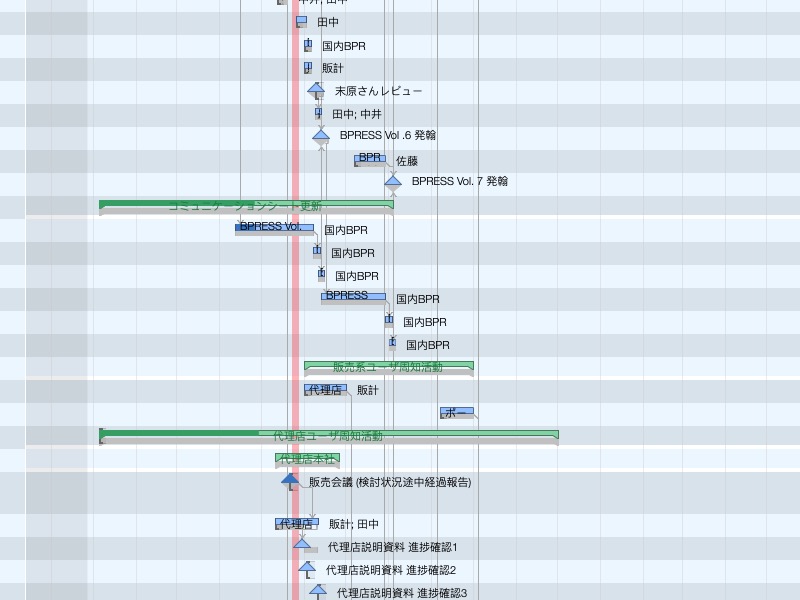 田中
国内BPR
販計
末原さんレビュー
田中; 中井
BPRESS Vol .6 発翰
BPR 佐藤
BPRESS Vol. 7 発翰
コミュニケーションシート更新
BPRESS Vol. 国内BPR
国内BPR
国内BPR
BPRESS 国内BPR
国内BPR
国内BPR
販売系ユーザ周知活動
代理店 販計
ポー
代理店ユーザ周知活動
代理店本社
販売会議 (検討状況途中経過報告)
代理店 販計; 田中
代理店説明資料 進捗確認1
代理店説明資料 進捗確認2
代理店説明資料 進捗確認3